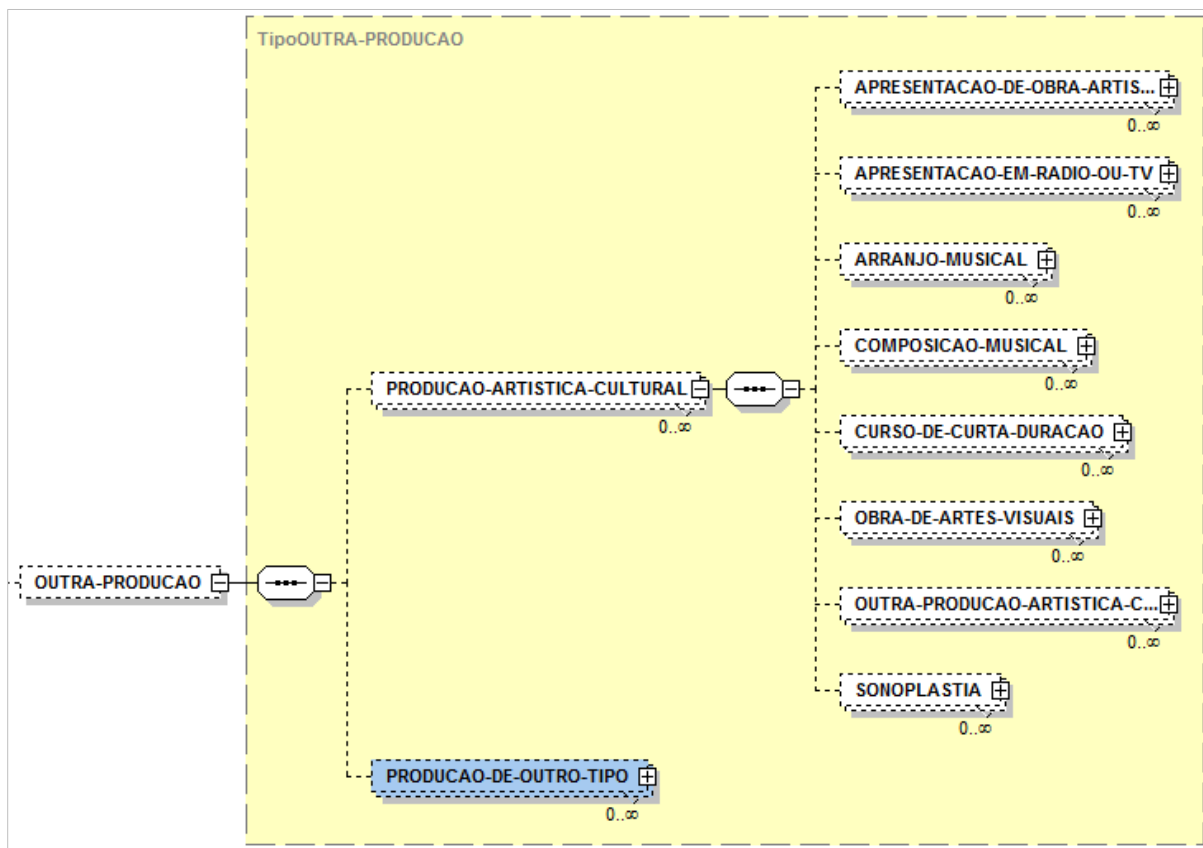 TipoOUTRA-PRODUCAO
APRESENTACAO-DE-OBRA-ARTIS...
0..∞
APRESENTACAO-EM-RADIO-OU-TV
0..∞
ARRANJO-MUSICAL
0..∞
COMPOSICAO-MUSICAL
0..∞
PRODUCAO-ARTISTICA-CULTURAL
0..∞
CURSO-DE-CURTA-DURACAO
0..∞
OBRA-DE-ARTES-VISUAIS
0..∞
OUTRA-PRODUCAO
OUTRA-PRODUCAO-ARTISTICA-C...
0..∞
SONOPLASTIA
0..∞
PRODUCAO-DE-OUTRO-TIPO
0..∞